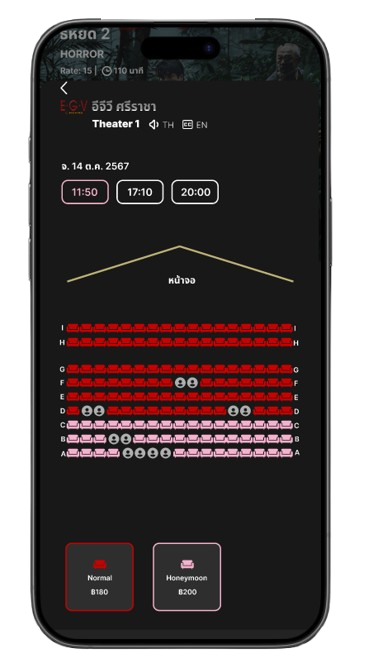 ธี่หยด 2
HORROR
Rate: 15 | 110 นาที
EGV อีจีวี ศรีราชา
Theater 1 TH CC EN
จ. 14 ต.ค. 2567
11:50 17:10 20:00
หน้าจอ
I I
H H
G G
F F
E E
D D
C C
B B
A A
Normal Honeymoon
B180 B200